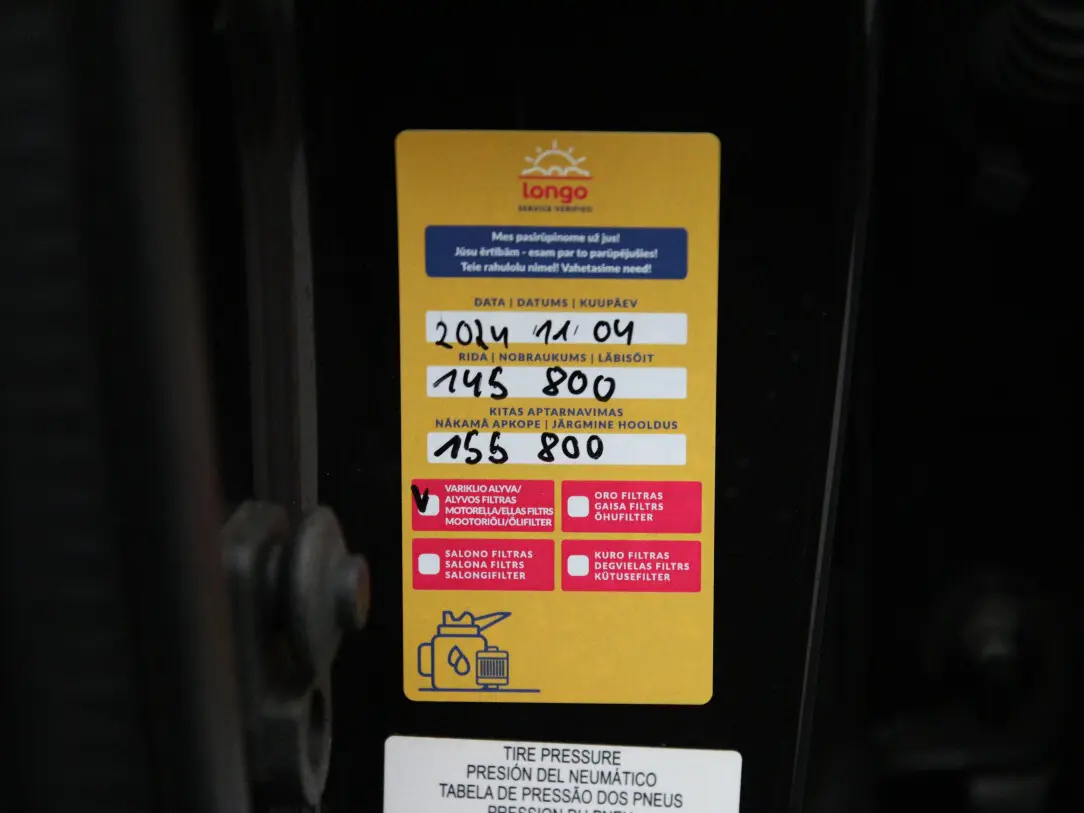 longo
SERVICE VERIFIED
Mes pasirūpinome už jus!
Jūsu ērtībām - esam par to parūpējušies!
Teie rahulolu nimel! Vahetasime need!
DATA | DATUMS | KUUPÄEV
2024 11 04
RIDA | NOBRAUKUMS | LÄBISÕIT
145 800
KITAS APTARNAVIMAS
NĀKAMĀ APKOPE | JÄRGMINE HOOLDUS
155 800
V
VARIKLIO ALYVA/
ALYVOS FILTRAS
MOTOREĻĻA/EĻĻAS FILTRS
MOOTORIÕLI/ÕLIFILTER
ORO FILTRAS
GAISA FILTRS
ÕHUFILTER
SALONO FILTRAS
SALONA FILTRS
SALONGIFILTER
KURO FILTRAS
DEGVIELAS FILTRS
KÜTUSEFILTER
TIRE PRESSURE
PRESIÓN DEL NEUMÁTICO
TABELA DE PRESSÃO DOS PNEUS